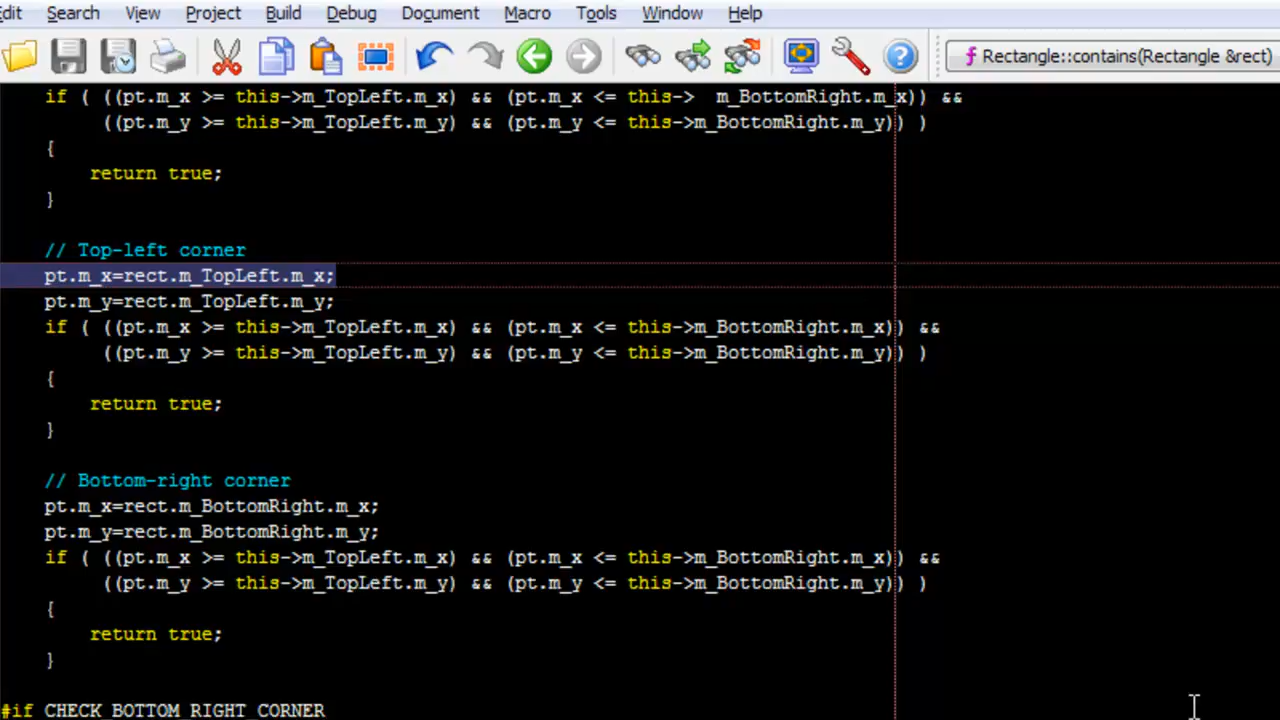 Edit Search View Project Build Debug Document Macro Tools Window Help
Rectangle::contains(Rectangle &rect)
if ( ((pt.m_x >= this->m_TopLeft.m_x) && (pt.m_x <= this->  m_BottomRight.m_x)) &&
((pt.m_y >= this->m_TopLeft.m_y) && (pt.m_y <= this->m_BottomRight.m_y)) )
{
return true;
}
// Top-left corner
pt.m_x=rect.m_TopLeft.m_x;
pt.m_y=rect.m_TopLeft.m_y;
if ( ((pt.m_x >= this->m_TopLeft.m_x) && (pt.m_x <= this->m_BottomRight.m_x)) &&
((pt.m_y >= this->m_TopLeft.m_y) && (pt.m_y <= this->m_BottomRight.m_y)) )
{
return true;
}
// Bottom-right corner
pt.m_x=rect.m_BottomRight.m_x;
pt.m_y=rect.m_BottomRight.m_y;
if ( ((pt.m_x >= this->m_TopLeft.m_x) && (pt.m_x <= this->m_BottomRight.m_x)) &&
((pt.m_y >= this->m_TopLeft.m_y) && (pt.m_y <= this->m_BottomRight.m_y)) )
{
return true;
}
#if CHECK_BOTTOM_RIGHT_CORNER